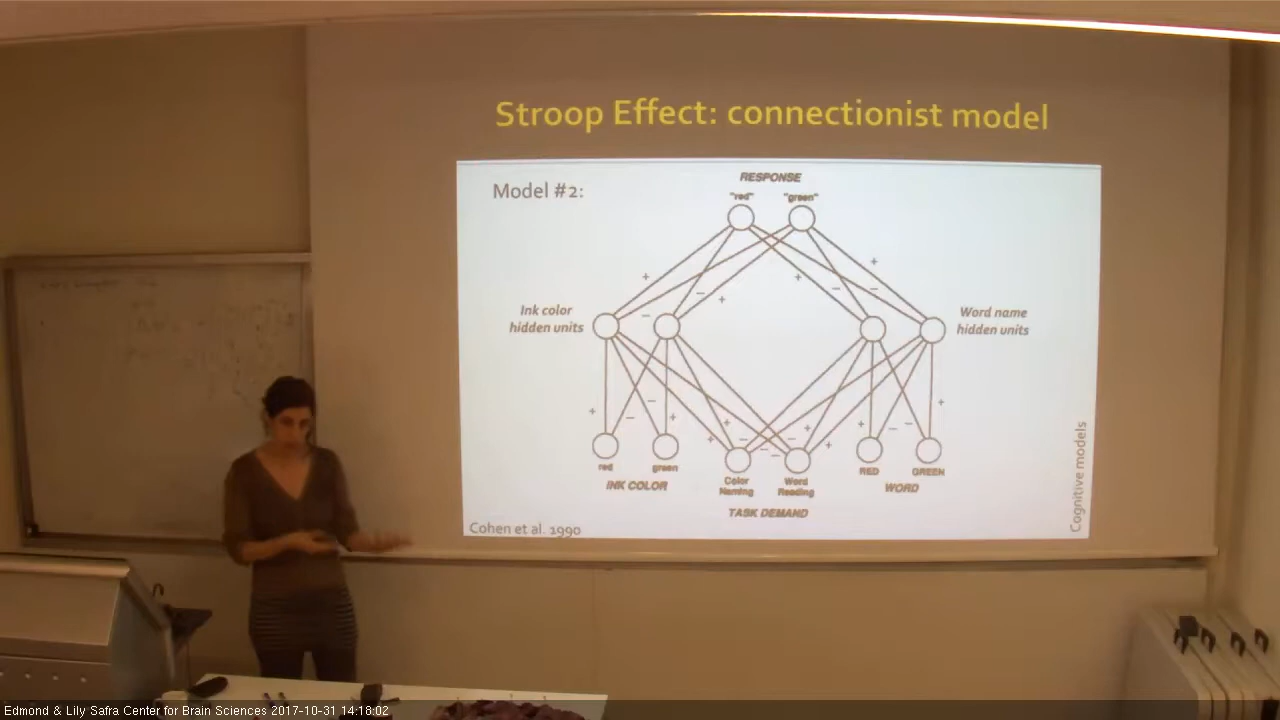 Stroop Effect: connectionist model
Model #2:
RESPONSE
"red" "green"
+ +
+ − −
− +
Ink color
hidden units
Word name
hidden units
+ − − + + + − − + + − − +
+ − − +
red green Color
Naming Word
Reading RED GREEN
INK COLOR
WORD
TASK DEMAND
Cohen et al. 1990
Cognitive models
Edmond & Lily Safra Center for Brain Sciences 2017-10-31 14:18:02